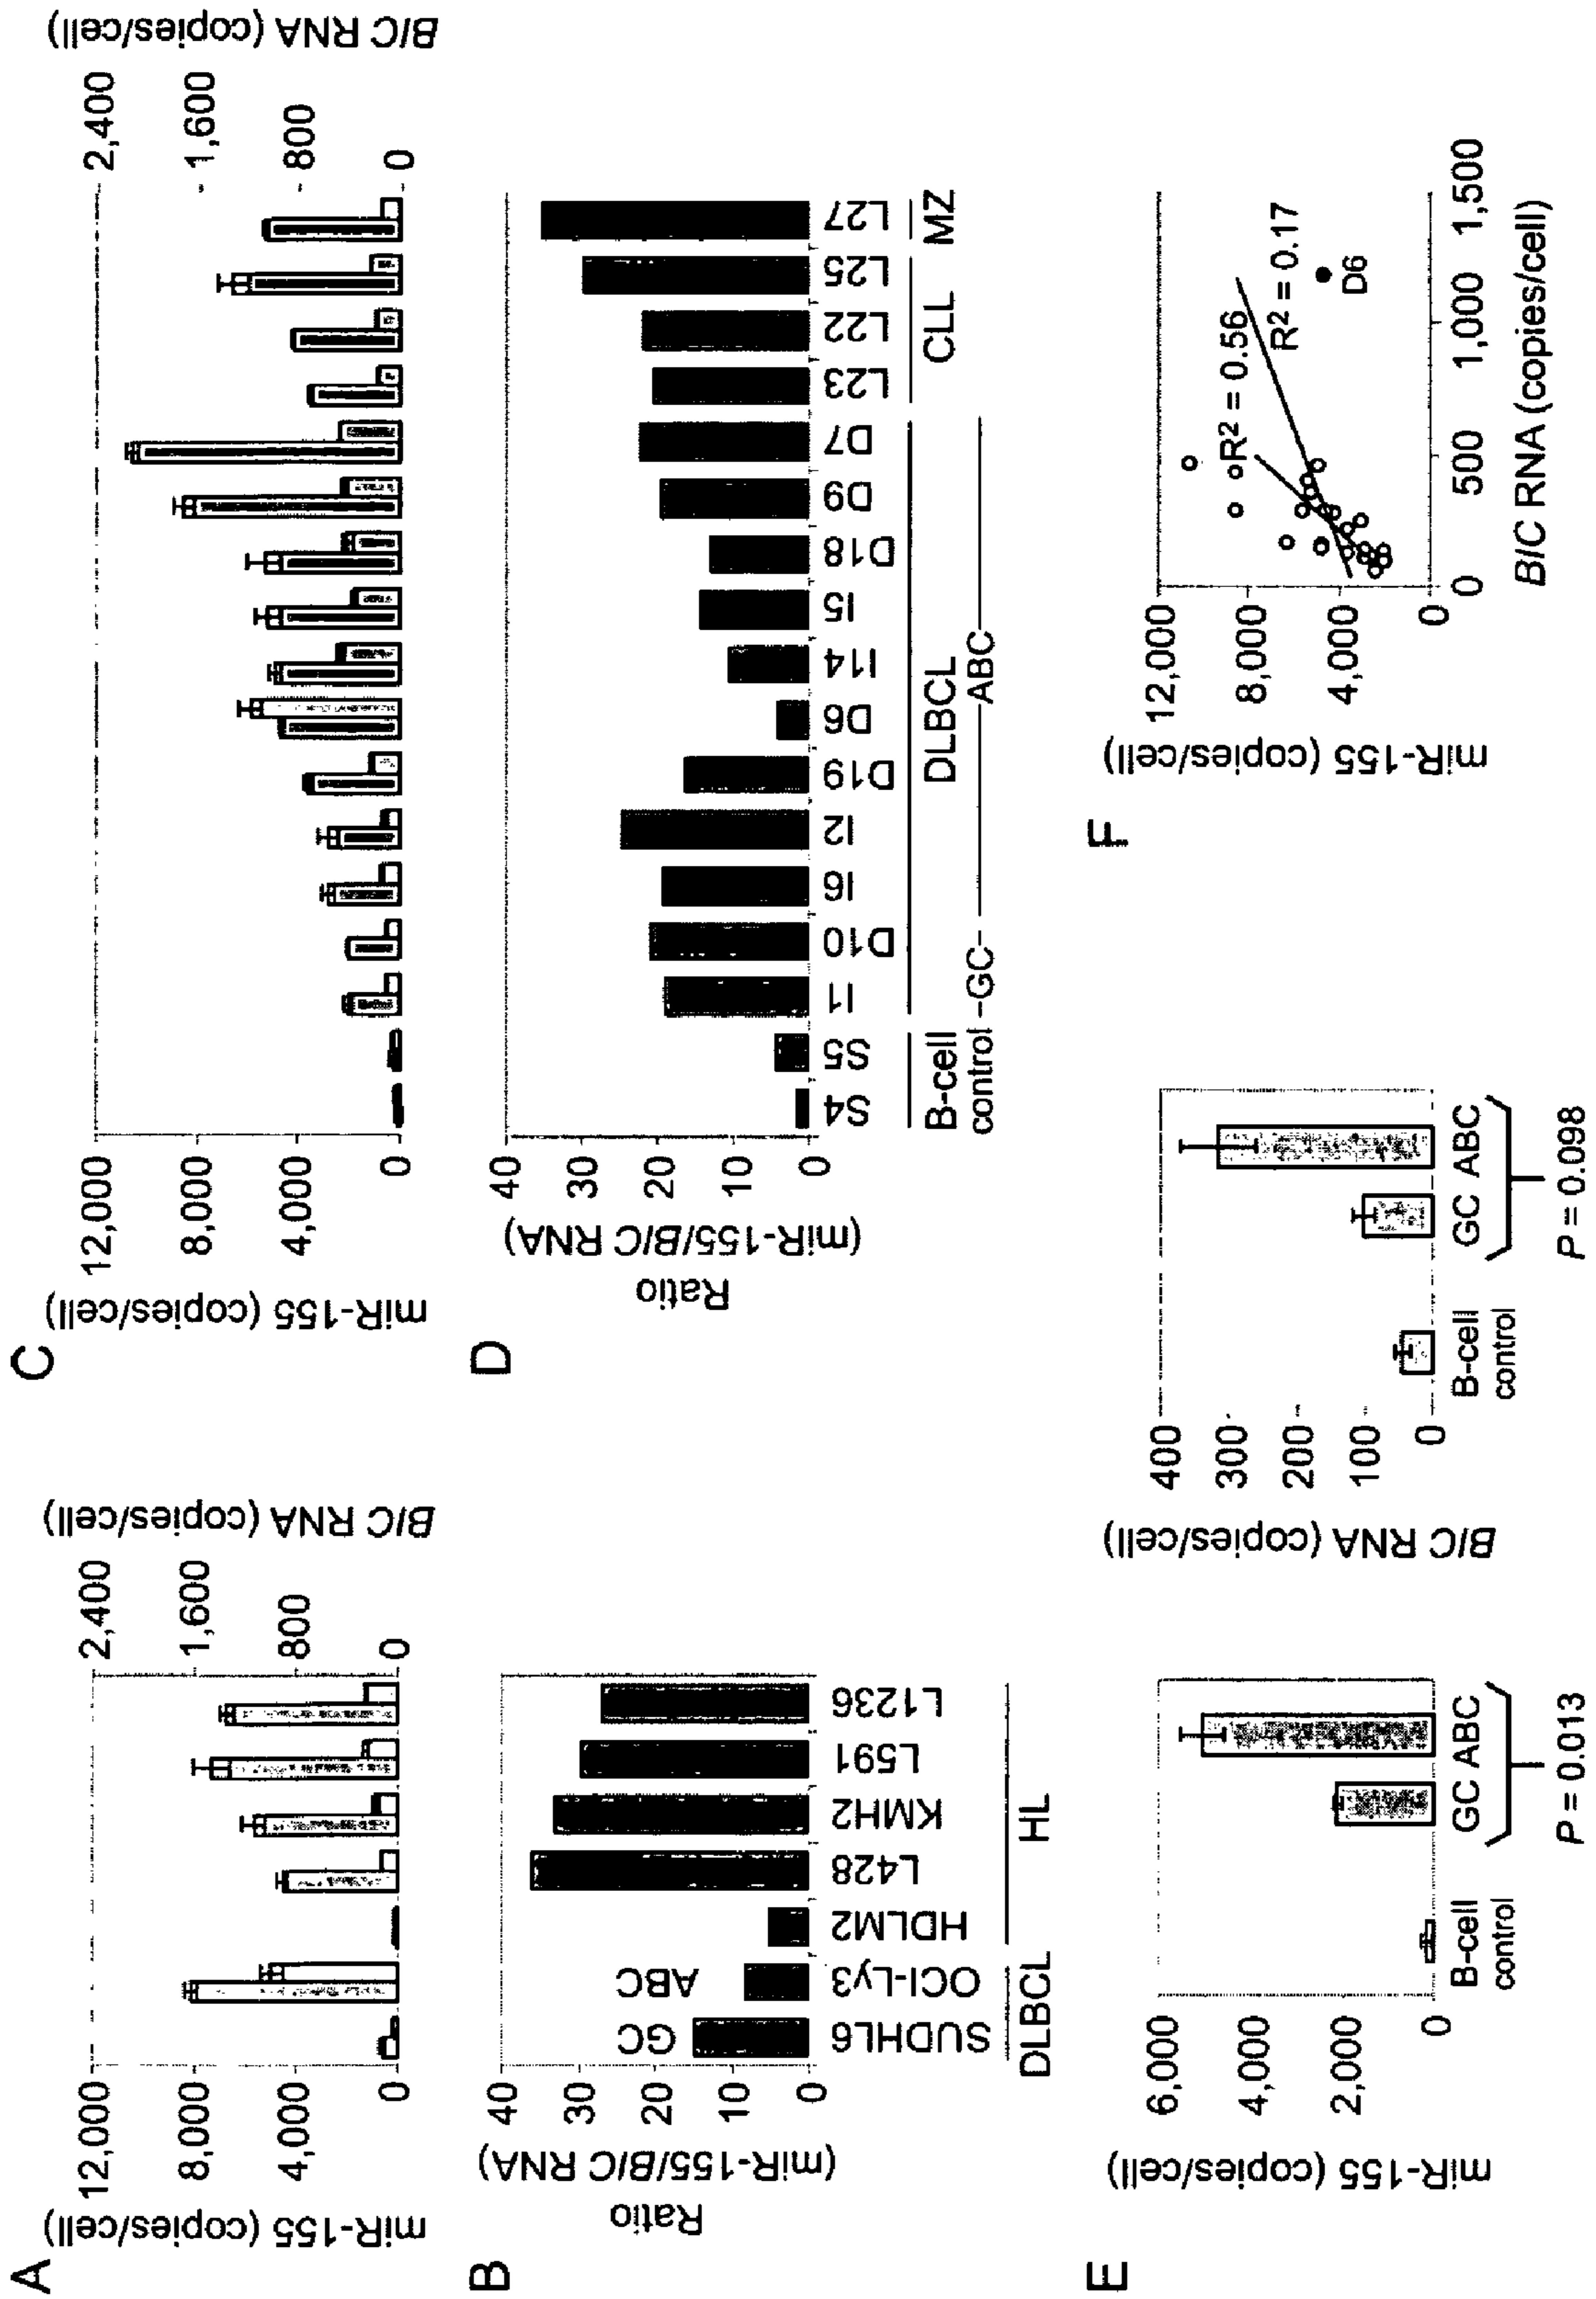 A
miR-155 (copies/cell)
12,000
8,000
4,000
0
2,400
1,600
800
0
BIC RNA (copies/cell)
B
Ratio
(miR-155/BIC RNA)
40
30
20
10
0
GC
ABC
SUDHL6
OCI-Ly3
HDLM2
L428
KMH2
L591
L1236
DLBCL
HL
C
miR-155 (copies/cell)
12,000
8,000
4,000
0
2,400
1,600
800
0
BIC RNA (copies/cell)
D
Ratio
(miR-155/BIC RNA)
40
30
20
10
0
S4
S5
I1
D10
I6
I2
D19
D6
I14
I5
D18
D9
D7
L23
L22
L25
L27
B-cell
control
DLBCL
CLL
MZ
GC
ABC
E
miR-155 (copies/cell)
6,000
4,000
2,000
0
B-cell
control
GC ABC
P = 0.013
BIC RNA (copies/cell)
400
300
200
100
0
B-cell
control
GC ABC
P = 0.098
F
miR-155 (copies/cell)
12,000
8,000
4,000
0
R² = 0.56
R² = 0.17
D6
0
500
1,000
1,500
BIC RNA (copies/cell)